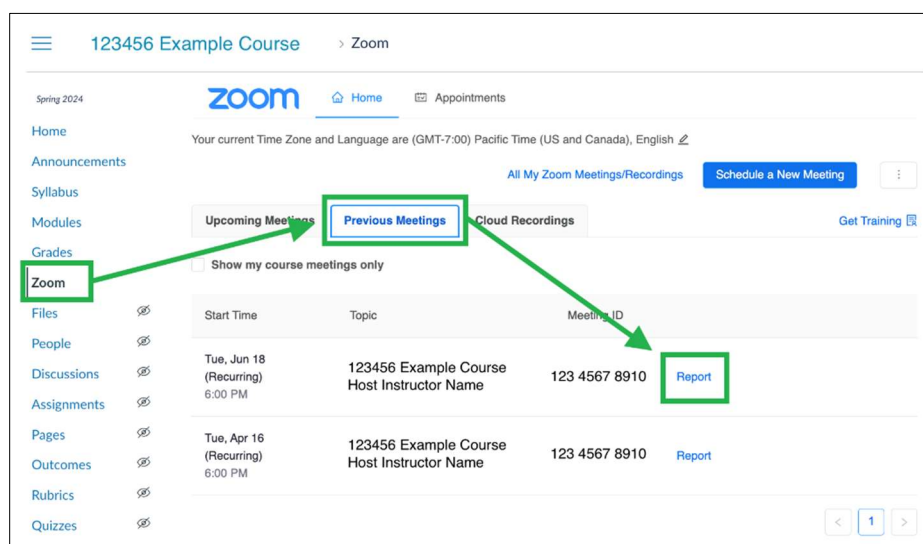 123456 Example Course > Zoom
Spring 2024
Home
Announcements
Syllabus
Modules
Grades
Zoom
Files
People
Discussions
Assignments
Pages
Outcomes
Rubrics
Quizzes
zoom Home Appointments
Your current Time Zone and Language are (GMT-7:00) Pacific Time (US and Canada), English
All My Zoom Meetings/Recordings Schedule a New Meeting
Upcoming Meetings Previous Meetings Cloud Recordings Get Training
Show my course meetings only
Start Time Topic Meeting ID
Tue, Jun 18
(Recurring)
6:00 PM
123456 Example Course
Host Instructor Name
123 4567 8910 Report
Tue, Apr 16
(Recurring)
6:00 PM
123456 Example Course
Host Instructor Name
123 4567 8910 Report
< 1 >